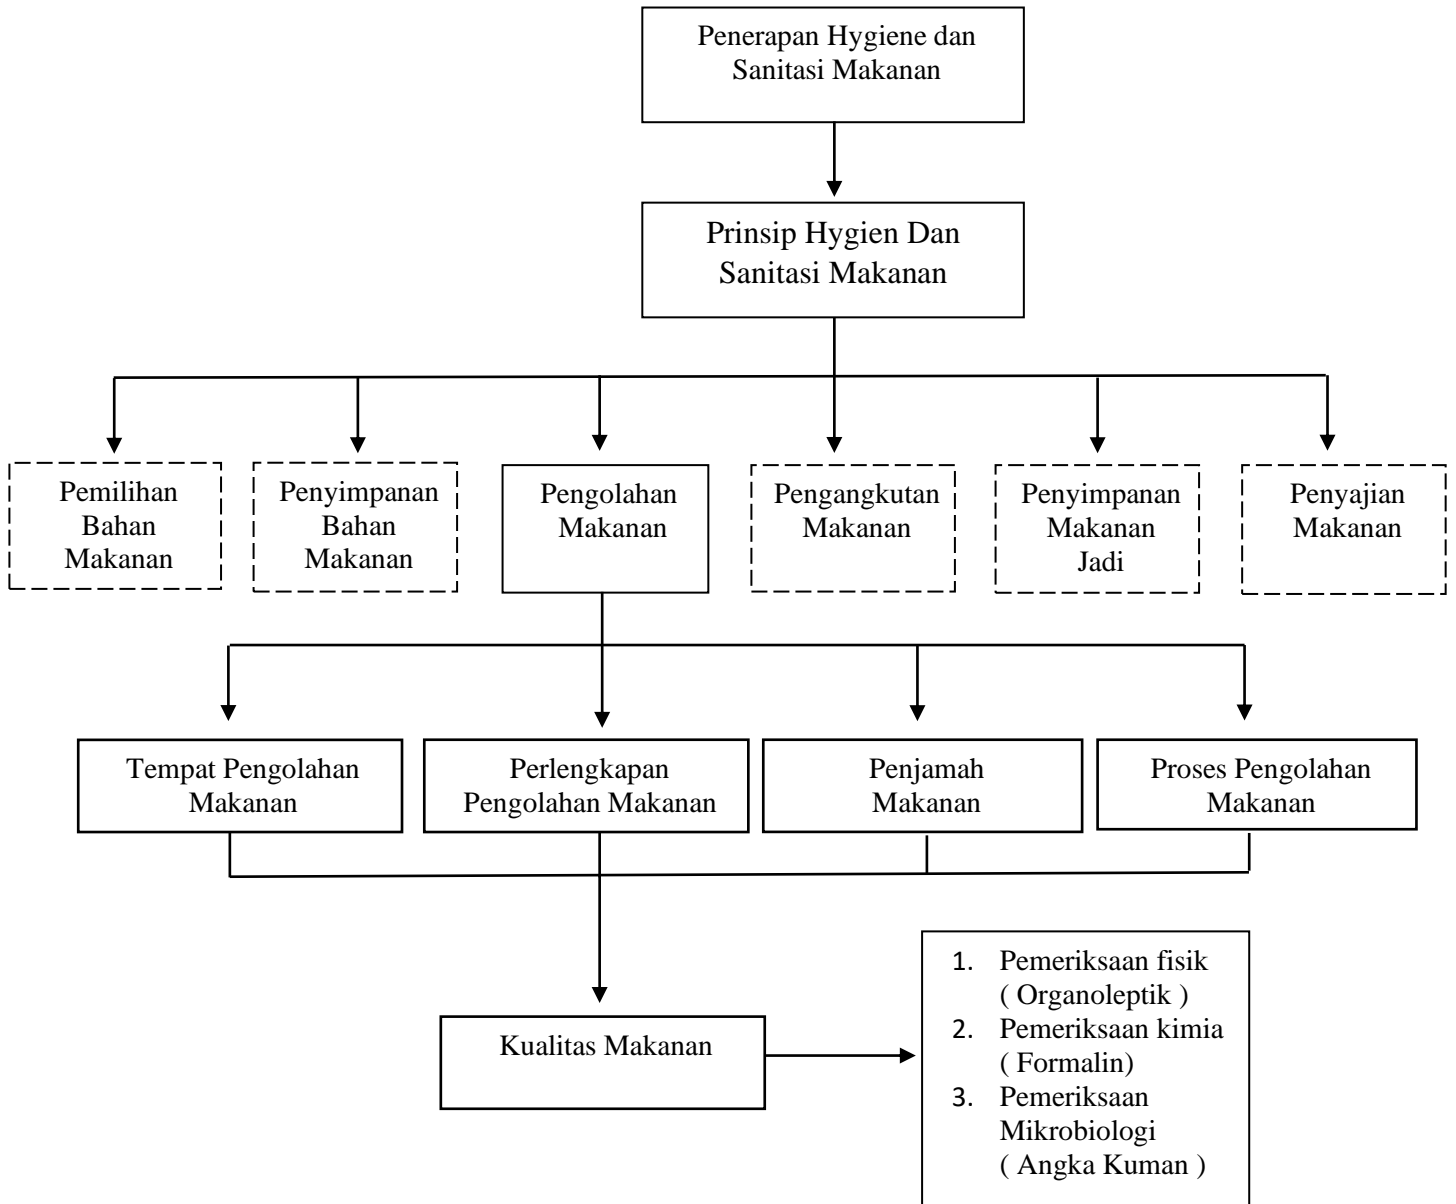 Penerapan Hygiene dan
Sanitasi Makanan
Prinsip Hygien Dan
Sanitasi Makanan
Pemilihan
Bahan
Makanan
Penyimpanan
Bahan
Makanan
Pengolahan
Makanan
Pengangkutan
Makanan
Penyimpanan
Makanan
Jadi
Penyajian
Makanan
Tempat Pengolahan
Makanan
Perlengkapan
Pengolahan Makanan
Penjamah
Makanan
Proses Pengolahan
Makanan
Kualitas Makanan
1. Pemeriksaan fisik
( Organoleptik )
2. Pemeriksaan kimia
( Formalin)
3. Pemeriksaan
Mikrobiologi
( Angka Kuman )